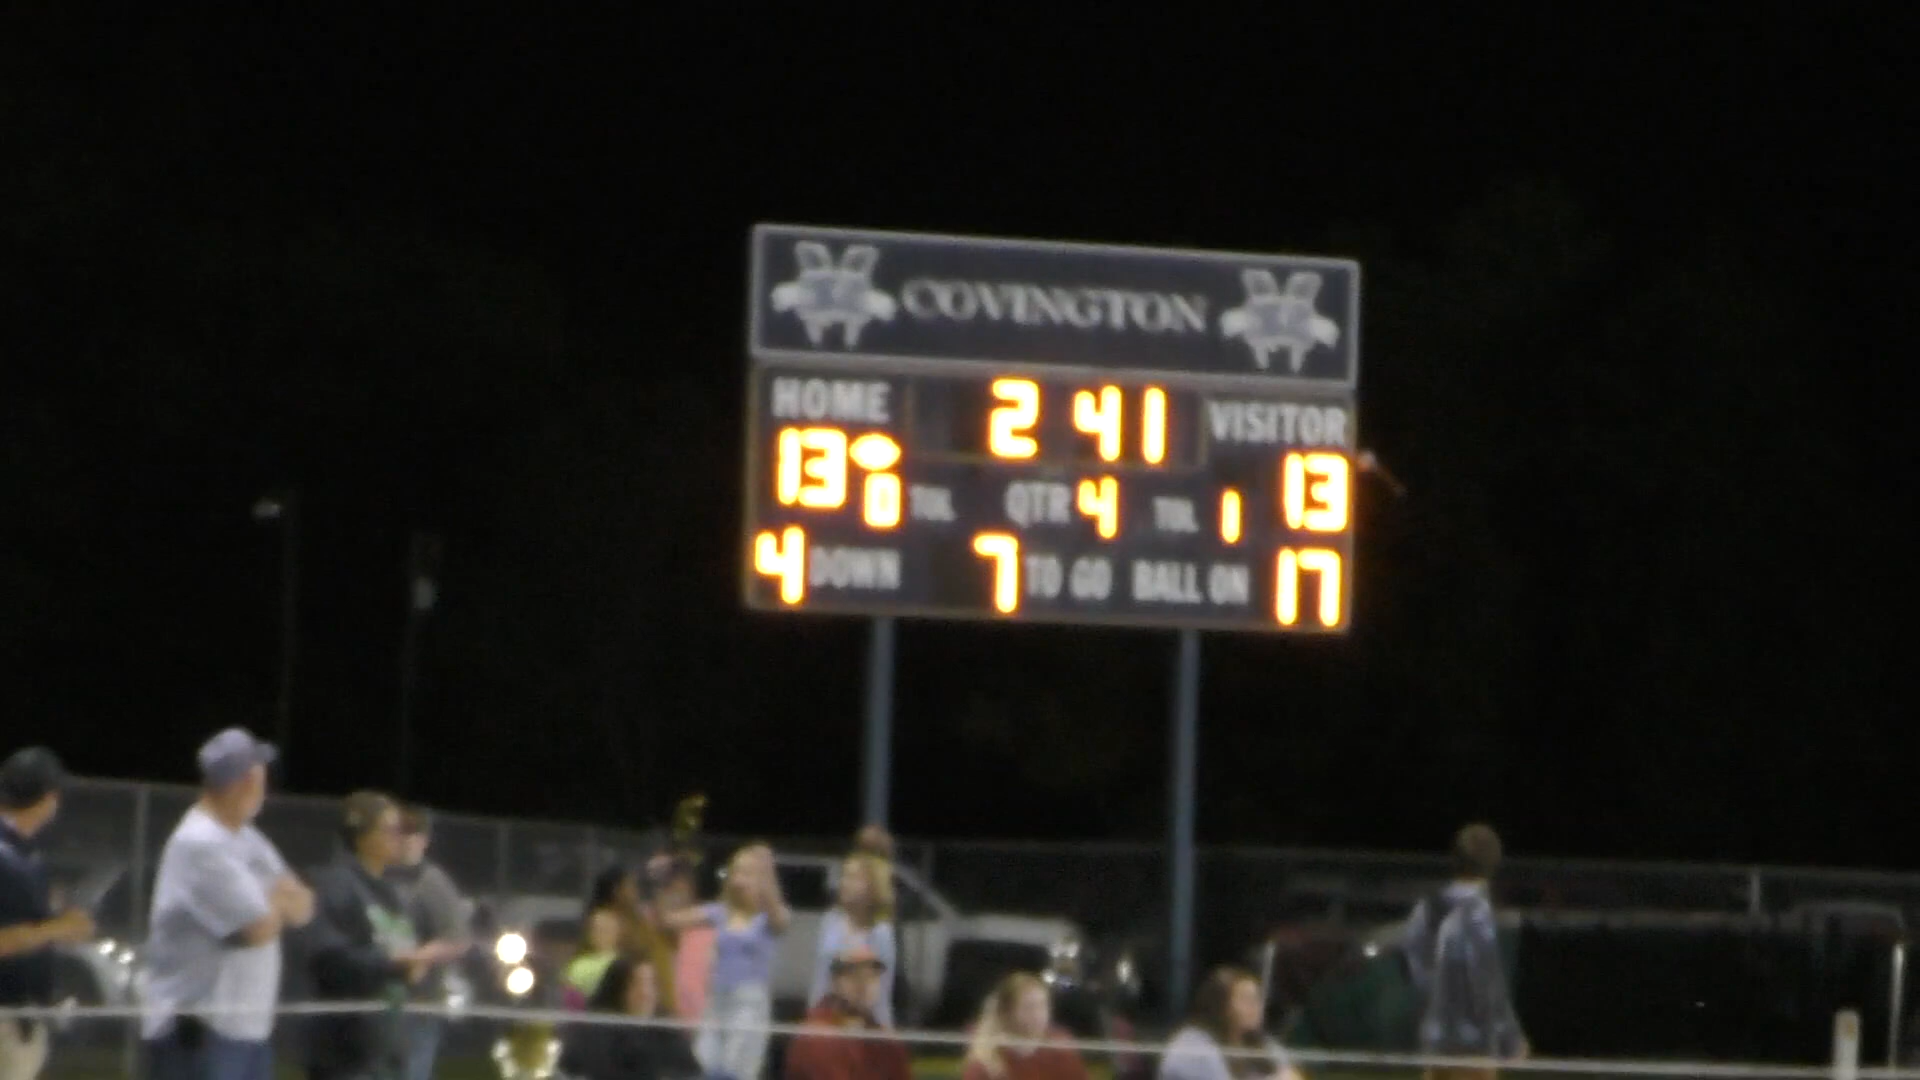 COVINGTON
HOME 2 41 VISITOR
13 13
0 TOL QTR 4 TOL 1
4 DOWN 7 TO GO BALL ON 17